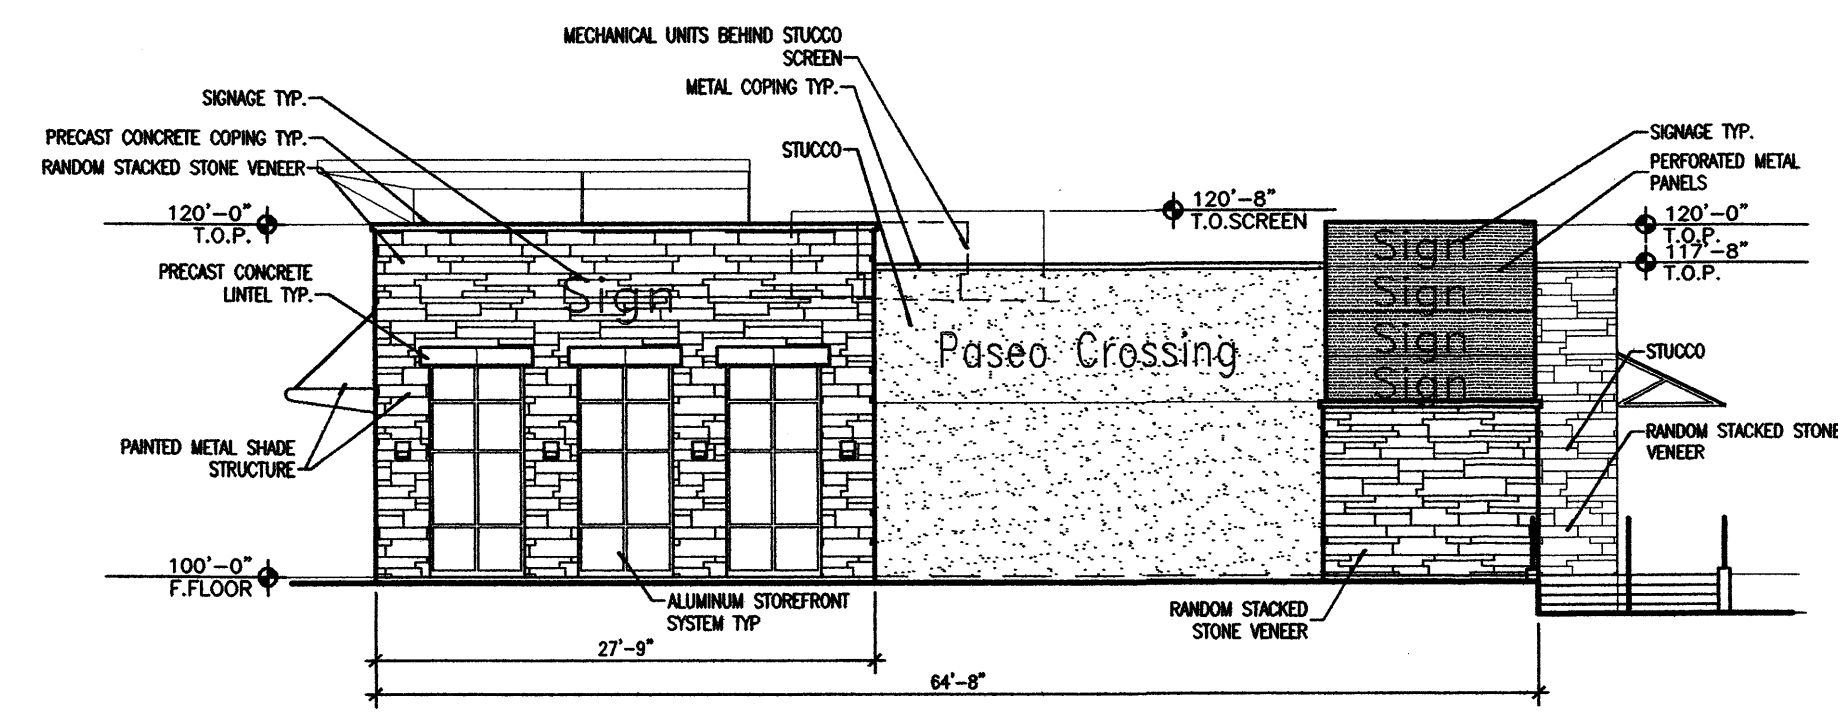 MECHANICAL UNITS BEHIND STUCCO
SCREEN
METAL COPING TYP.
STUCCO
SIGNAGE TYP.
PRECAST CONCRETE COPING TYP.
RANDOM STACKED STONE VENEER
120'-0"
T.O.P.
PRECAST CONCRETE
LINTEL TYP.
PAINTED METAL SHADE
STRUCTURE
100'-0"
F.FLOOR
Sign
Paseo Crossing
120'-8"
T.O.SCREEN
Sign
Sign
Sign
Sign
SIGNAGE TYP.
PERFORATED METAL
PANELS
120'-0"
T.O.P.
117'-8"
T.O.P.
STUCCO
RANDOM STACKED STONE
VENEER
ALUMINUM STOREFRONT
SYSTEM TYP
RANDOM STACKED
STONE VENEER
27'-9"
64'-8"